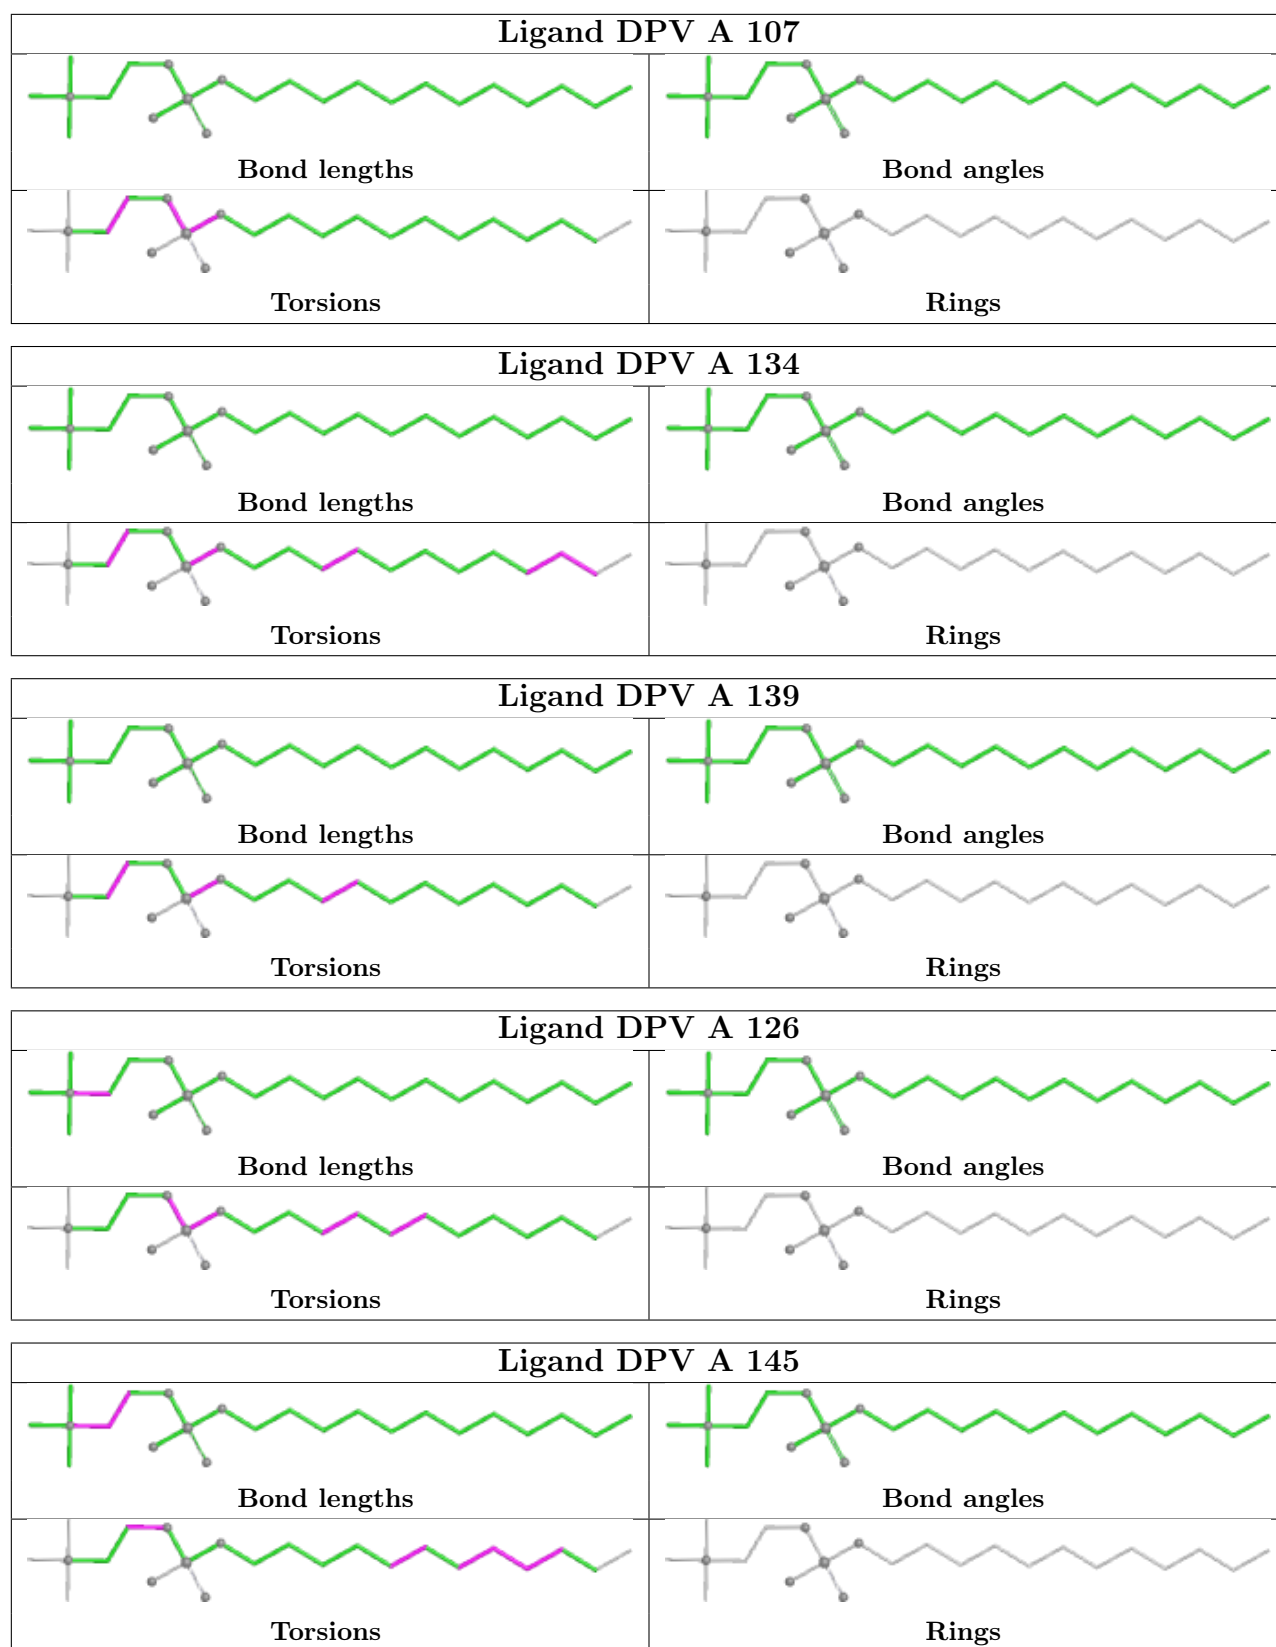 Ligand DPV A 107
Bond lengths
Bond angles
Torsions
Rings
Ligand DPV A 134
Bond lengths
Bond angles
Torsions
Rings
Ligand DPV A 139
Bond lengths
Bond angles
Torsions
Rings
Ligand DPV A 126
Bond lengths
Bond angles
Torsions
Rings
Ligand DPV A 145
Bond lengths
Bond angles
Torsions
Rings